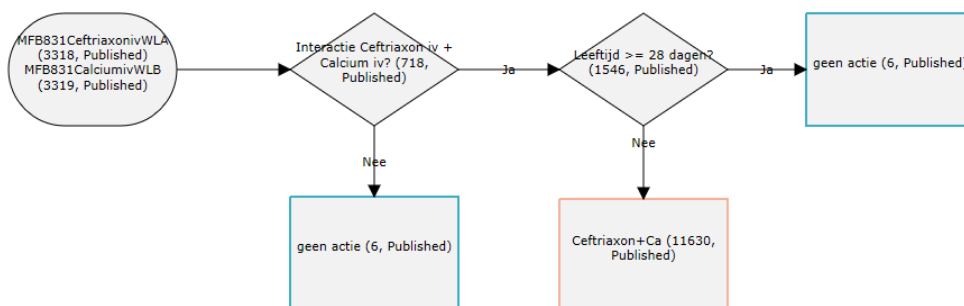 MFB831CeftriaxonivWLA
(3318, Published)
MFB831CalciumivWLB
(3319, Published)
Interactie Ceftriaxon iv +
Calcium iv? (718,
Published)
Ja
Leeftijd >= 28 dagen?
(1546, Published)
Ja
geen actie (6, Published)
Nee
Nee
geen actie (6, Published)
Ceftriaxon+Ca (11630,
Published)